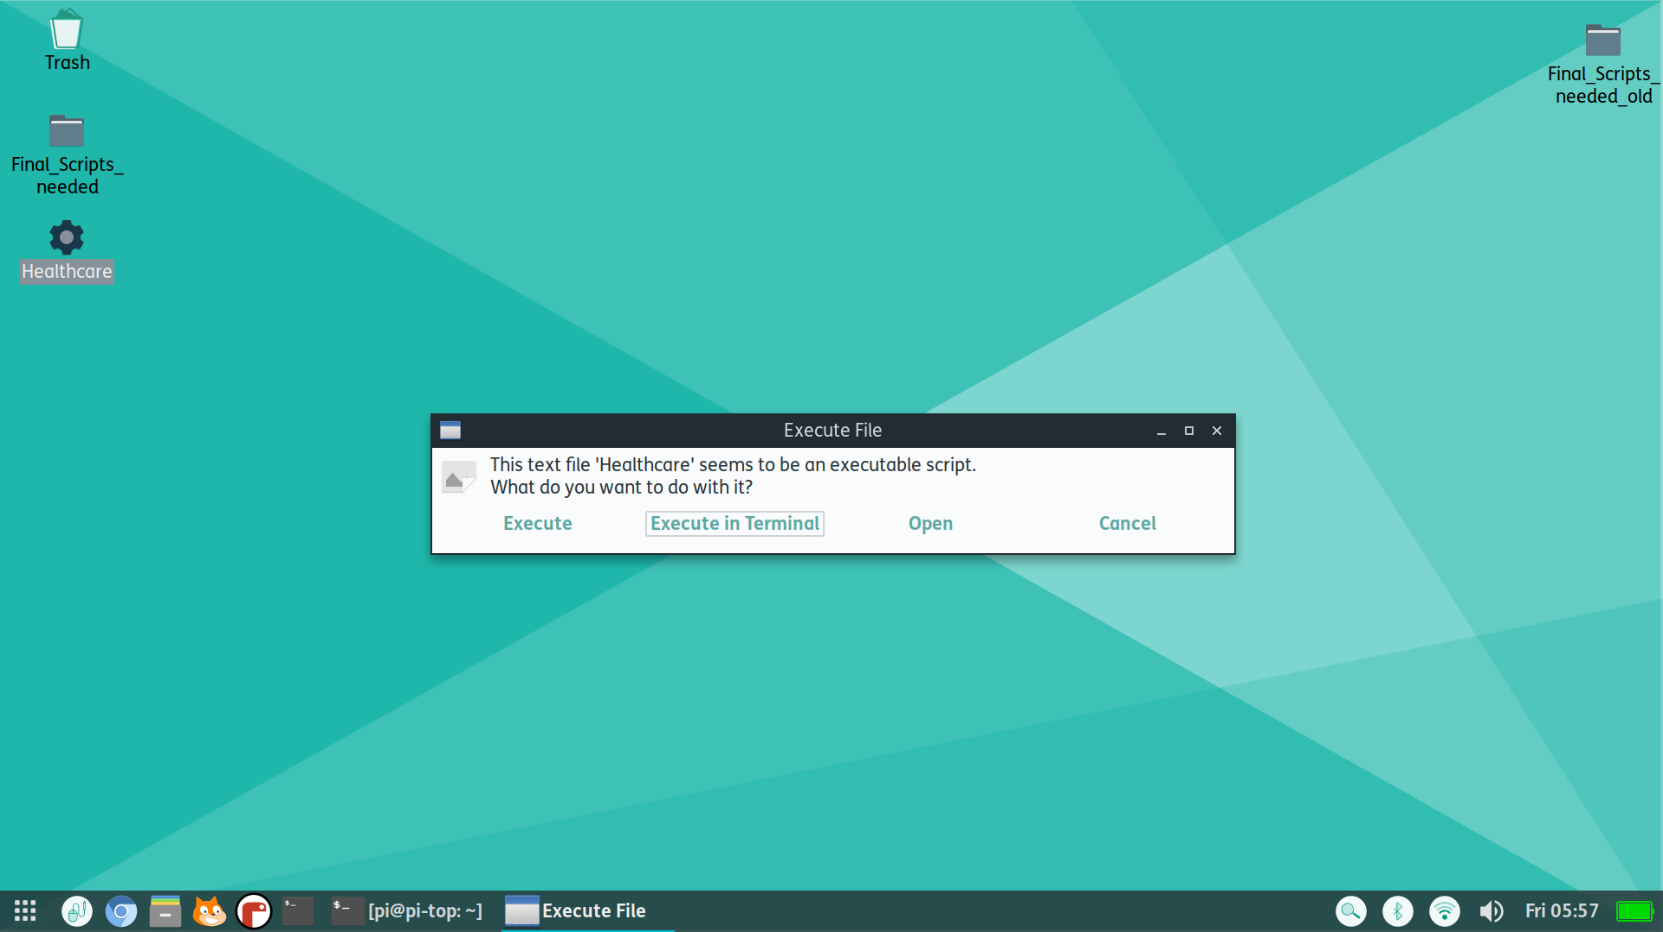 Trash
Final_Scripts_
needed_old
Final_Scripts_
needed
Healthcare
Execute File
This text file 'Healthcare' seems to be an executable script.
What do you want to do with it?
Execute Execute in Terminal Open Cancel
$_ $_ [pi@pi-top: ~] Execute File Fri 05:57